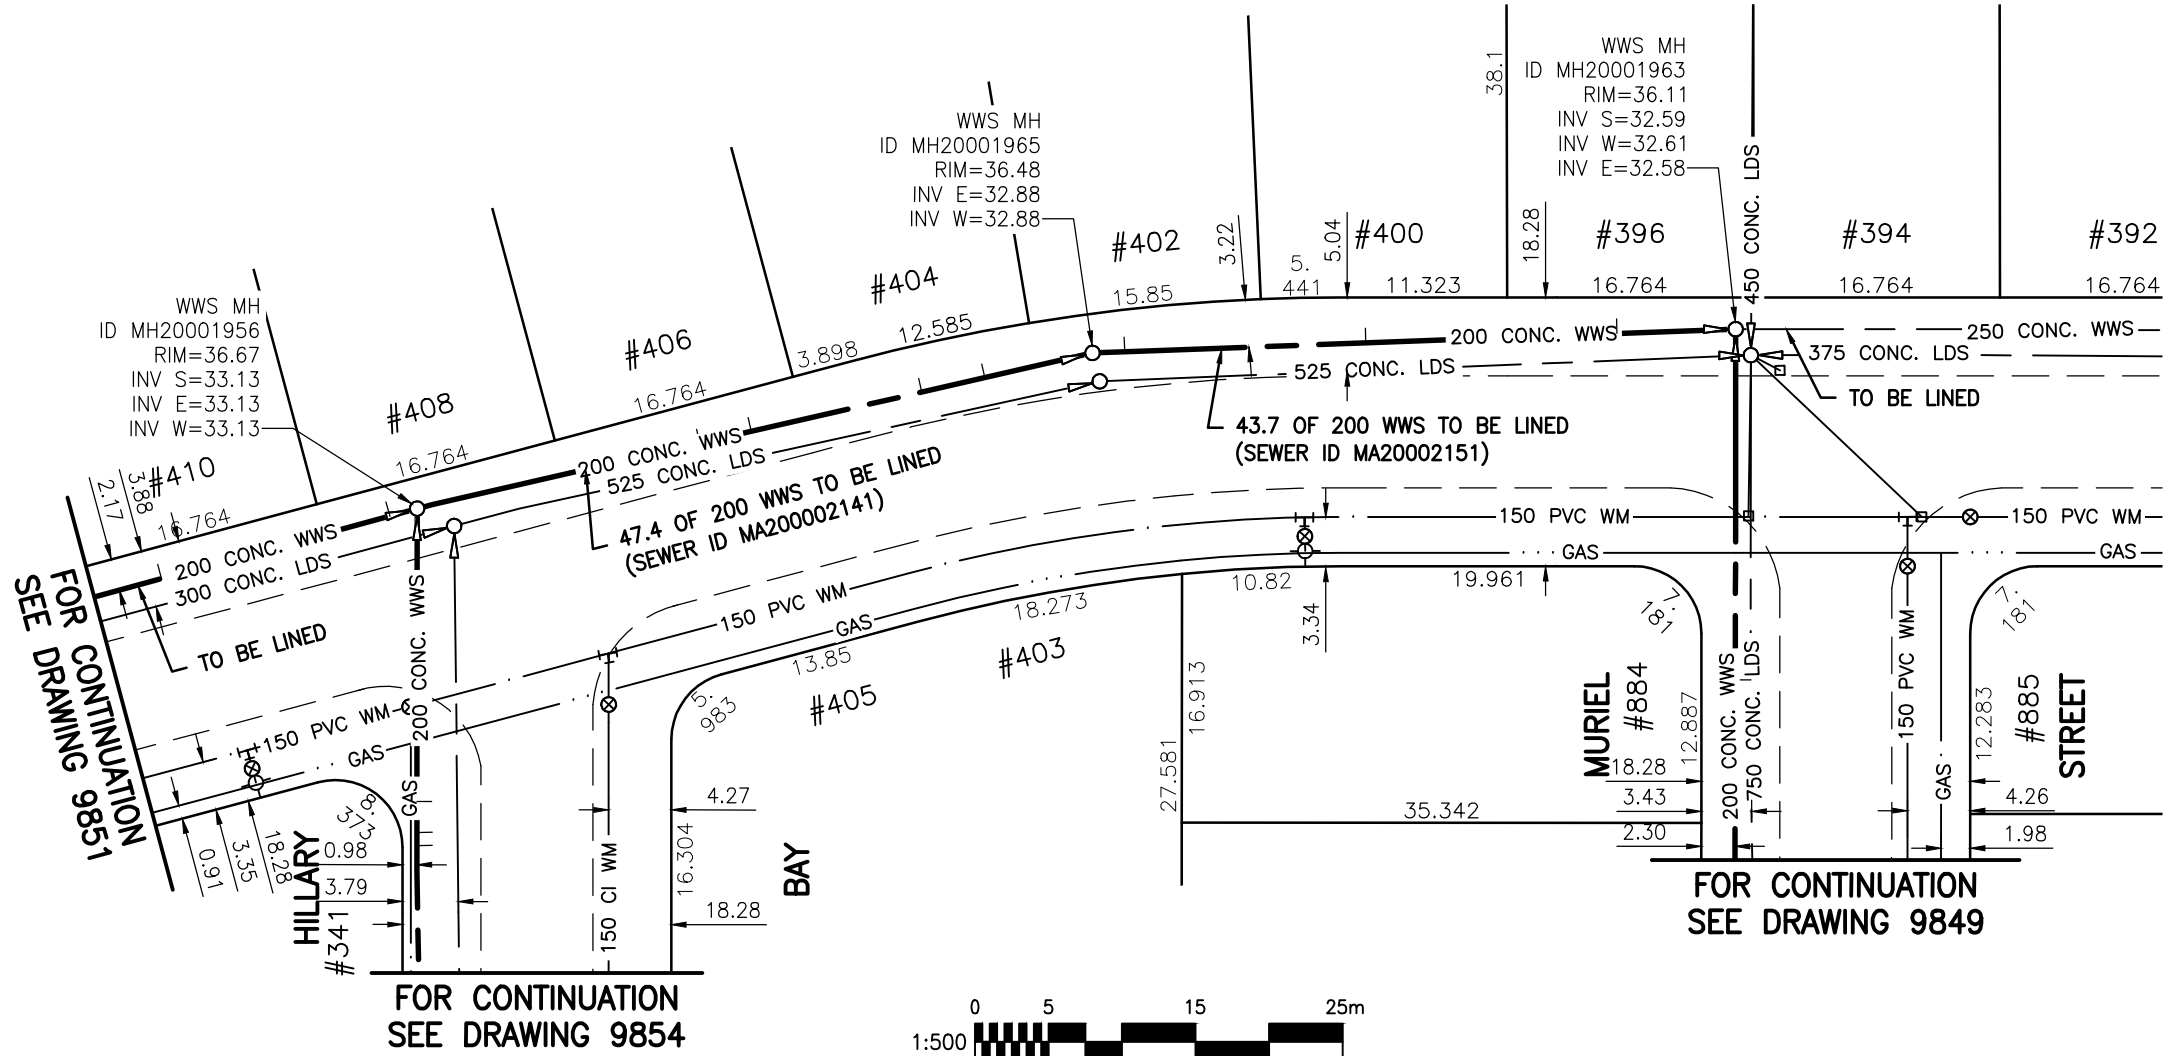 WWS MH
ID MH20001963
RIM=36.11
INV S=32.59
INV W=32.61
INV E=32.58
WWS MH
ID MH20001965
RIM=36.48
INV E=32.88
INV W=32.88
WWS MH
ID MH20001956
RIM=36.67
INV S=33.13
INV E=33.13
INV W=33.13
38.1
450 CONC. LDS
#410
#408
#406
#404
#402
#400
#396
#394
#392
3.22
5.04
18.28
2.17
3.88
16.764
16.764
16.764
3.898
12.585
15.85
5.
441
11.323
16.764
16.764
16.764
200 CONC. WWS
300 CONC. LDS
200 CONC. WWS
525 CONC. LDS
200 CONC. WWS
525 CONC. LDS
250 CONC. WWS
375 CONC. LDS
TO BE LINED
43.7 OF 200 WWS TO BE LINED
(SEWER ID MA20002151)
47.4 OF 200 WWS TO BE LINED
(SEWER ID MA200002141)
TO BE LINED
FOR CONTINUATION
SEE DRAWING 9851
200 CONC. WWS
150 PVC WM
GAS
150 PVC WM
GAS
150 PVC WM
GAS
150 PVC WM
GAS
13.85
18.273
10.82
19.961
3.34
#405
#403
5.
983
8.
373
7.
181
7.
181
16.913
27.581
35.342
MURIEL
#884
12.887
200 CONC. WWS
750 CONC. LDS
150 PVC WM
GAS
12.283
#885
STREET
18.28
3.43
2.30
4.26
1.98
0.91
3.35
18.28
HILLARY
#341
0.98
3.79
GAS
150 CI WM
16.304
4.27
18.28
BAY
FOR CONTINUATION
SEE DRAWING 9849
FOR CONTINUATION
SEE DRAWING 9854
0 5 15 25m
1:500